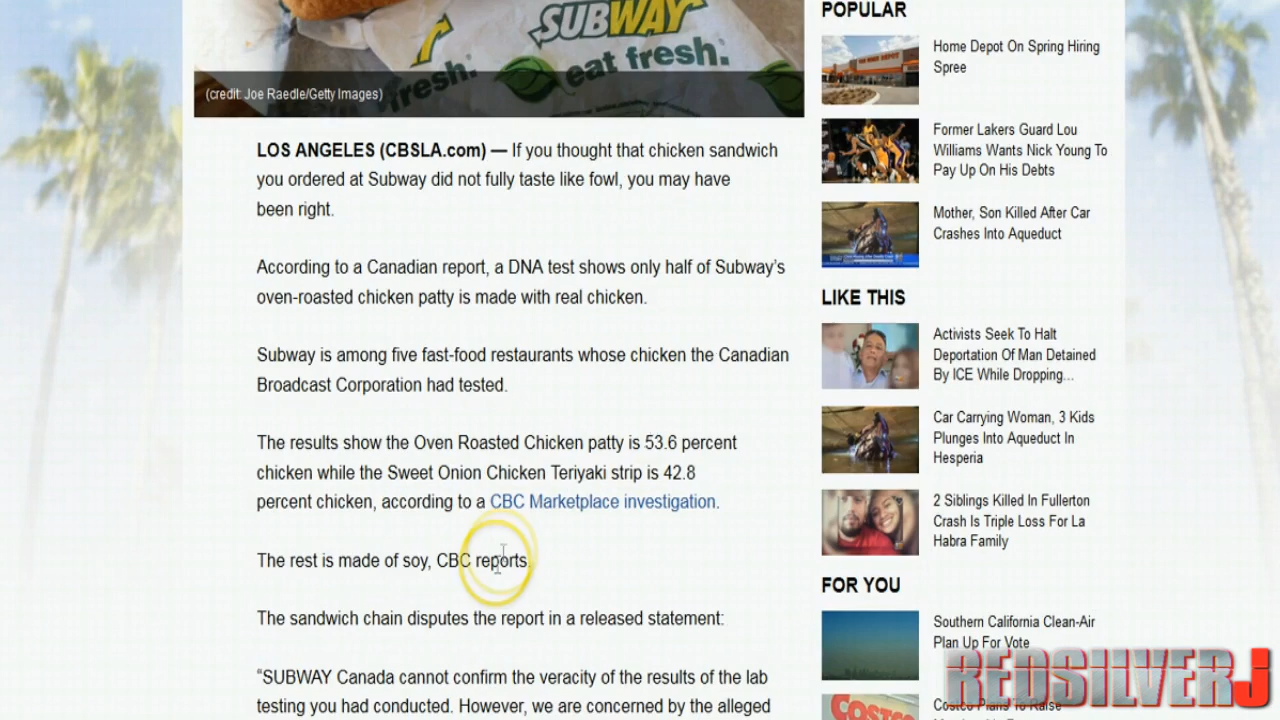 SUBWAY
fresh.
eat fresh.
(credit: Joe Raedle/Getty Images)
LOS ANGELES (CBSLA.com) — If you thought that chicken sandwich
you ordered at Subway did not fully taste like fowl, you may have
been right.
According to a Canadian report, a DNA test shows only half of Subway's
oven-roasted chicken patty is made with real chicken.
Subway is among five fast-food restaurants whose chicken the Canadian
Broadcast Corporation had tested.
The results show the Oven Roasted Chicken patty is 53.6 percent
chicken while the Sweet Onion Chicken Teriyaki strip is 42.8
percent chicken, according to a CBC Marketplace investigation.
The rest is made of soy, CBC reports.
The sandwich chain disputes the report in a released statement:
“SUBWAY Canada cannot confirm the veracity of the results of the lab
testing you had conducted. However, we are concerned by the alleged
POPULAR
Home Depot On Spring Hiring
Spree
Former Lakers Guard Lou
Williams Wants Nick Young To
Pay Up On His Debts
Mother, Son Killed After Car
Crashes Into Aqueduct
LIKE THIS
Activists Seek To Halt
Deportation Of Man Detained
By ICE While Dropping...
Car Carrying Woman, 3 Kids
Plunges Into Aqueduct In
Hesperia
2 Siblings Killed In Fullerton
Crash Is Triple Loss For La
Habra Family
FOR YOU
Southern California Clean-Air
Plan Up For Vote
COSTCO
Costco Plans To Raise
REDSILVERJ